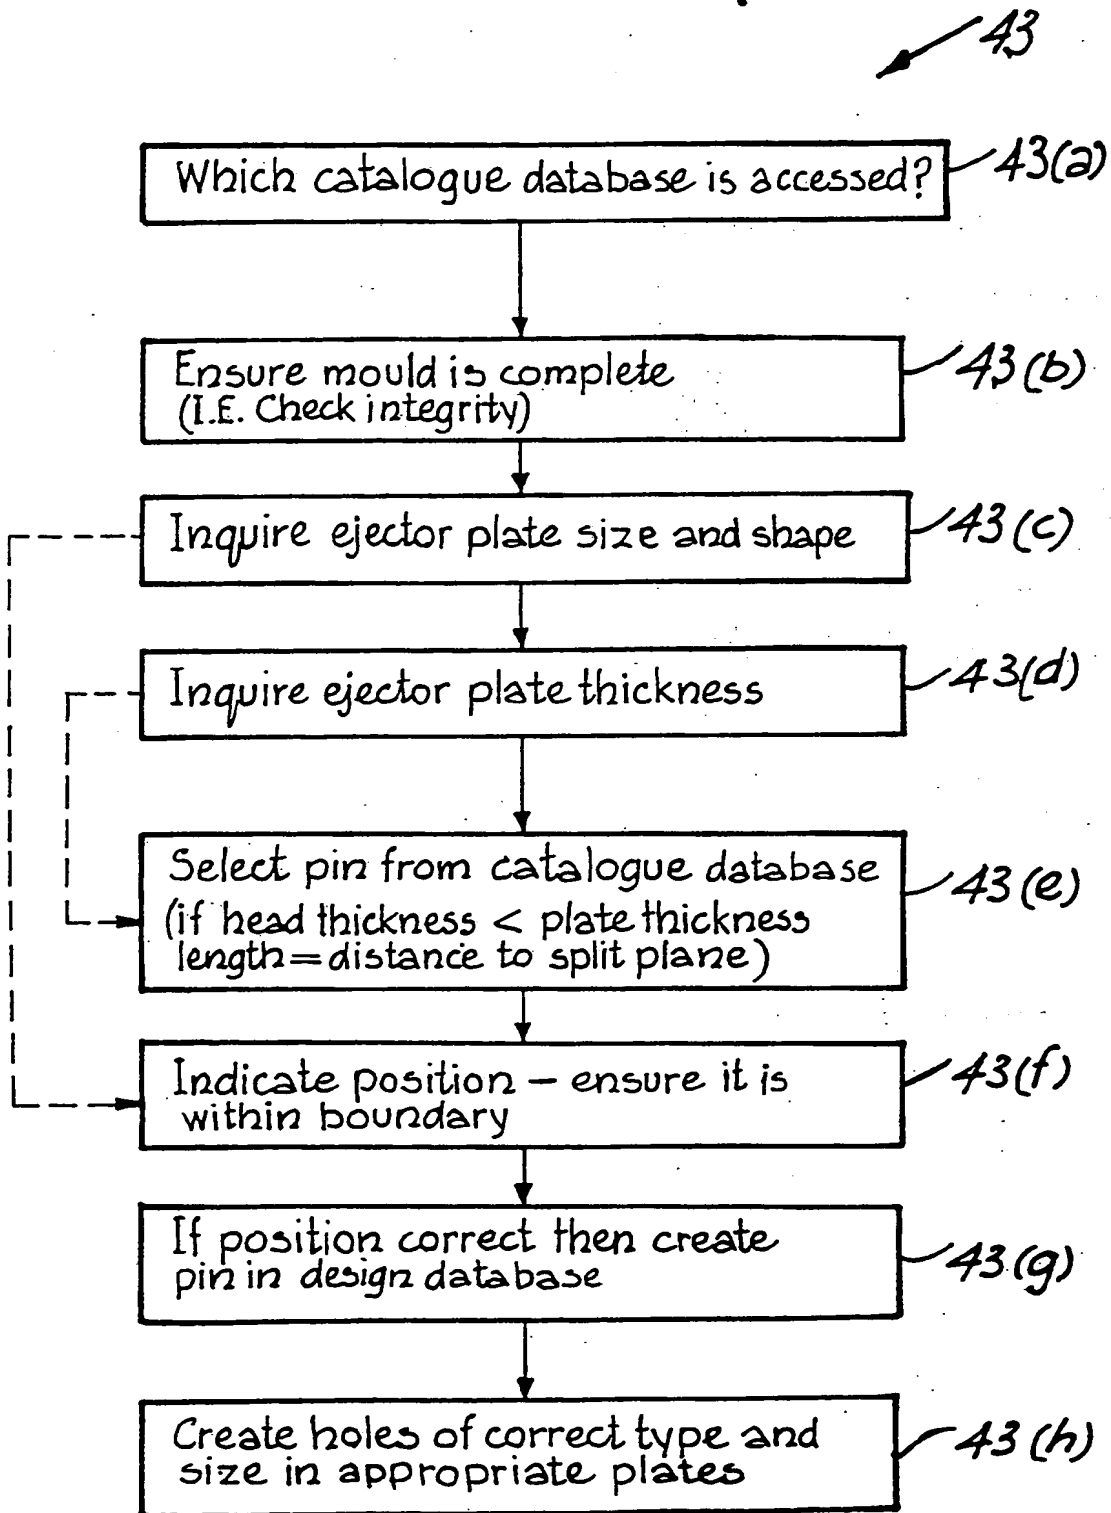 43
Which catalogue database is accessed?
43(a)
Ensure mould is complete
(I.E. Check integrity)
43(b)
Inquire ejector plate size and shape
43(c)
Inquire ejector plate thickness
43(d)
Select pin from catalogue database
(if head thickness < plate thickness
length=distance to split plane)
43(e)
Indicate position – ensure it is
within boundary
43(f)
If position correct then create
pin in design database
43(g)
Create holes of correct type and
size in appropriate plates
43(h)